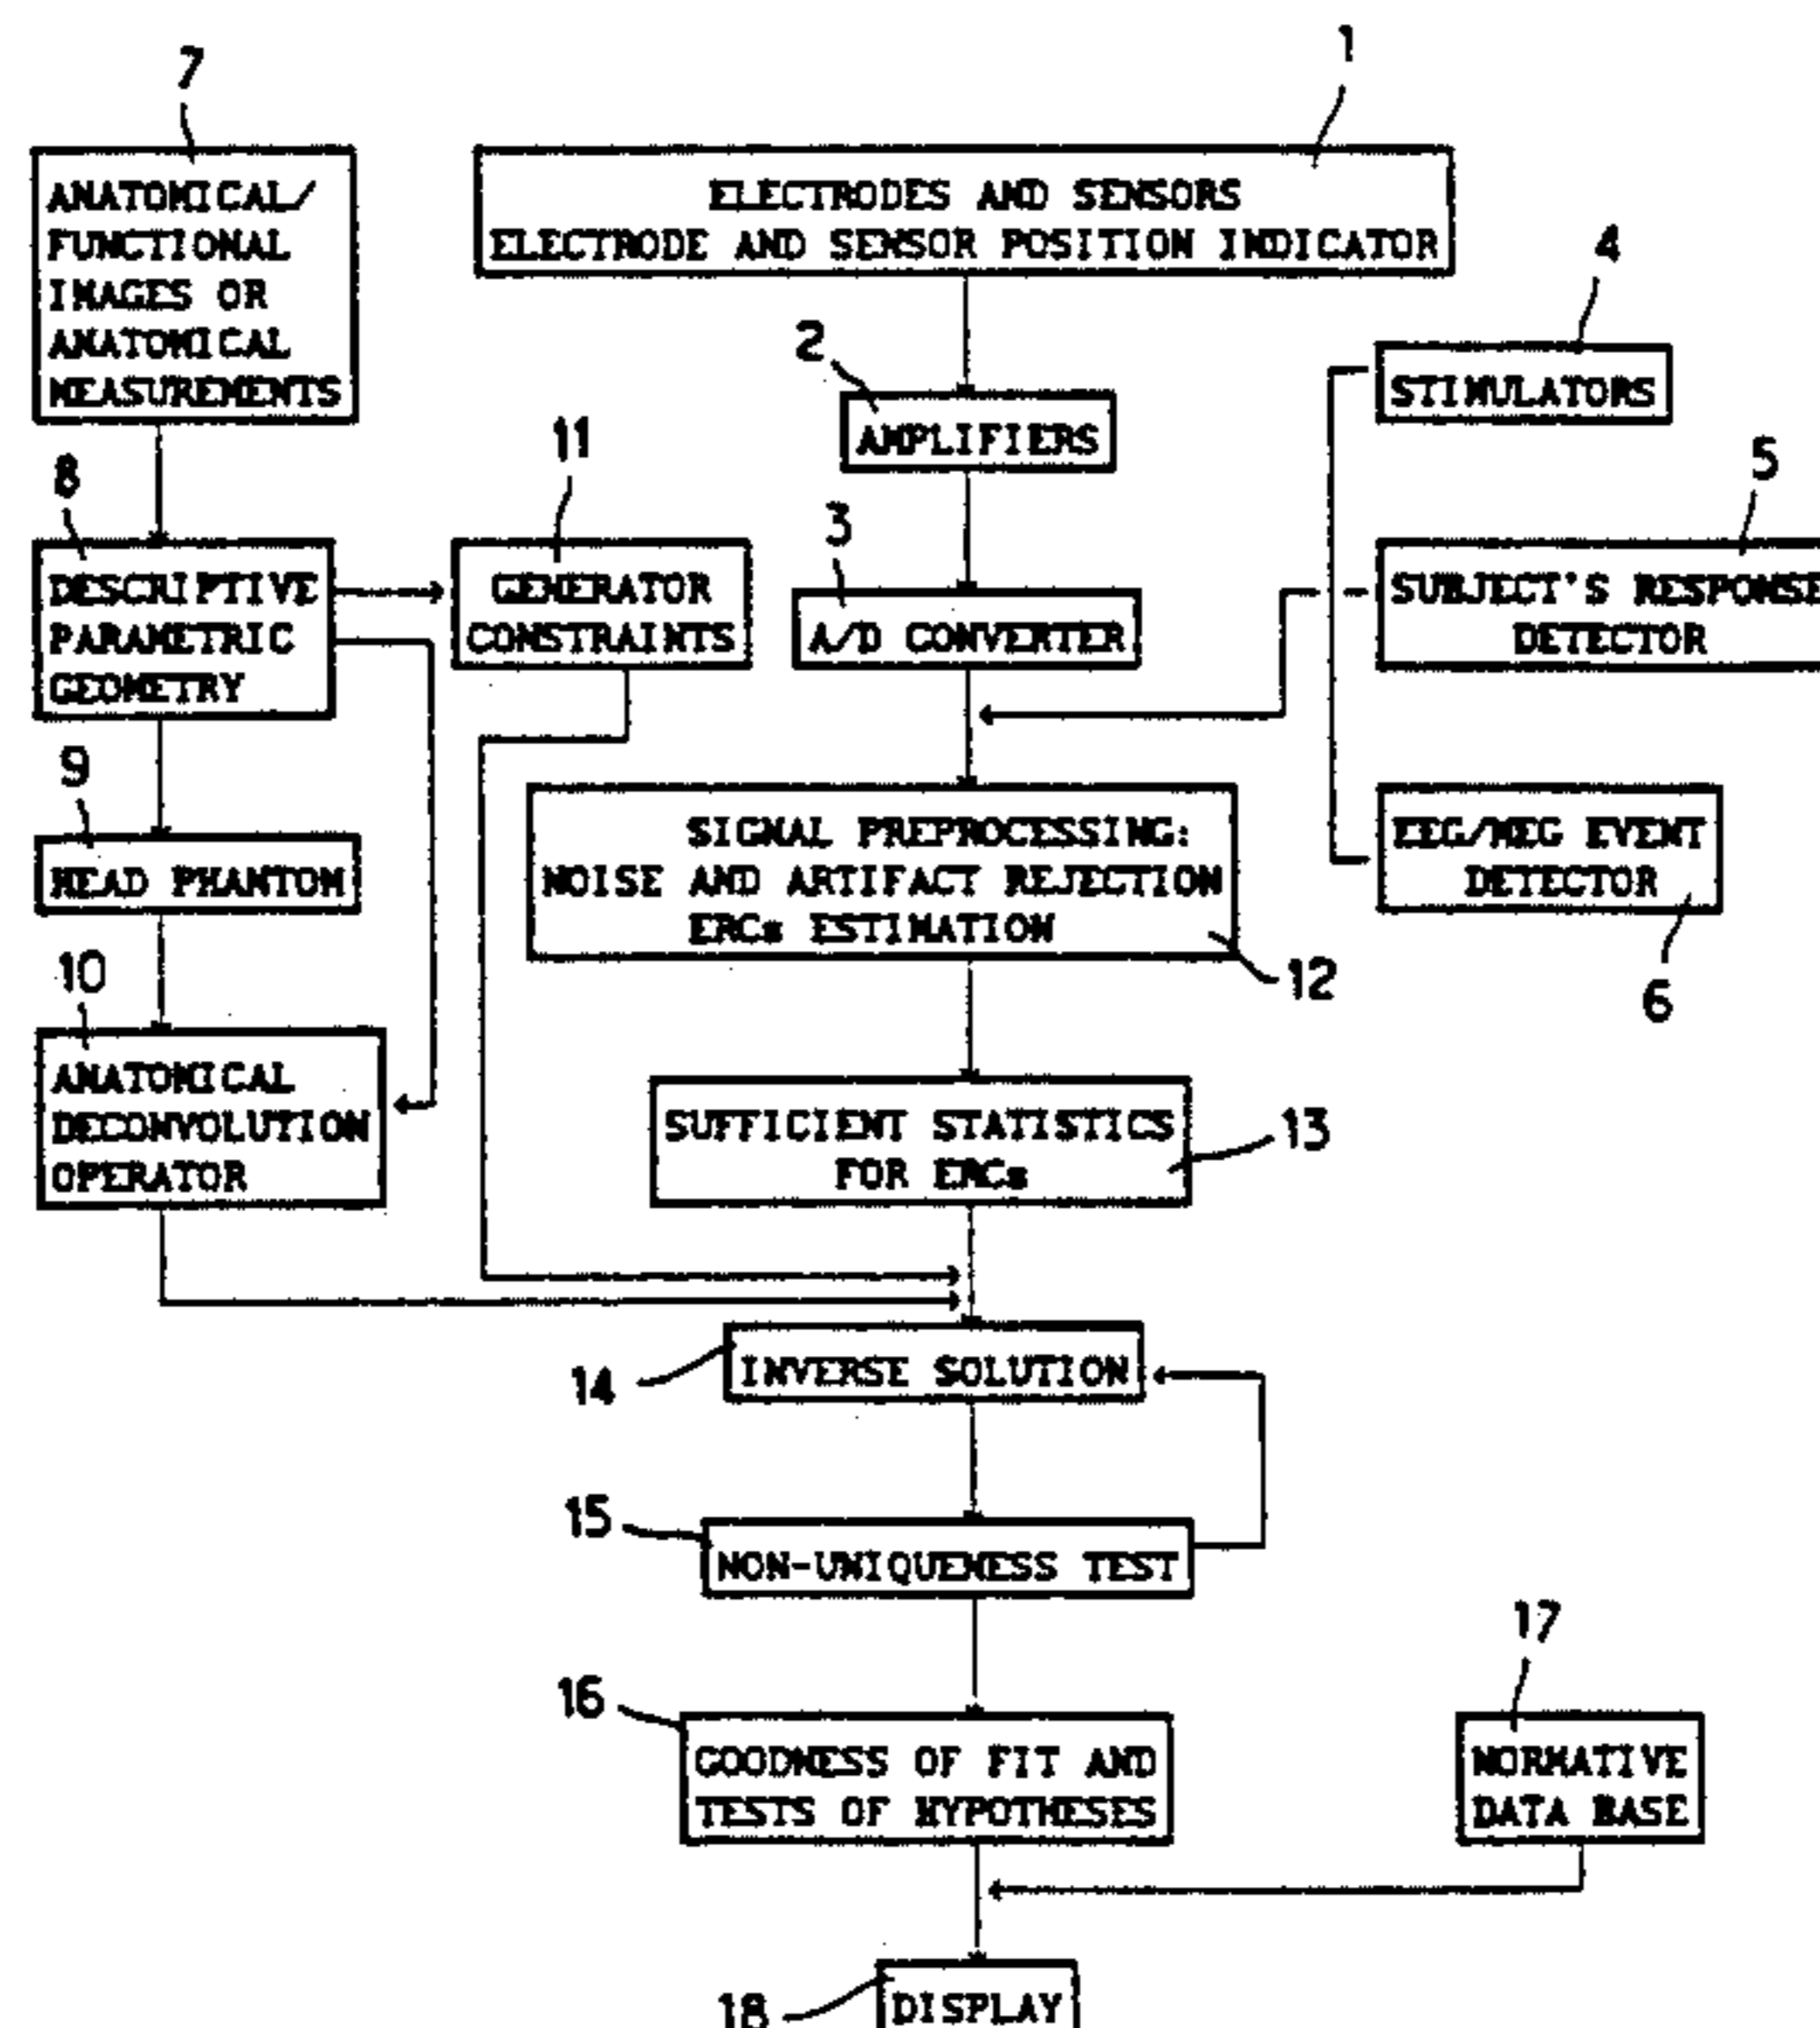 7
1
ANATOMICAL/
FUNCTIONAL
IMAGES OR
ANATOMICAL
MEASUREMENTS
ELECTRODES AND SENSORS
ELECTRODE AND SENSOR POSITION INDICATOR
4
STIMULATORS
2
AMPLIFIERS
11
8
3
5
DESCRIPTIVE
PARAMETRIC
GEOMETRY
GENERATOR
CONSTRAINTS
A/D CONVERTER
SUBJECT'S RESPONSE
DETECTOR
9
HEAD PHANTOM
SIGNAL PREPROCESSING:
NOISE AND ARTIFACT REJECTION
ERCs ESTIMATION
12
EEG/MEG EVENT
DETECTOR
6
10
ANATOMICAL
DECONVOLUTION
OPERATOR
SUFFICIENT STATISTICS
FOR ERCs
13
14
INVERSE SOLUTION
15
NON-UNIQUENESS TEST
16
GOODNESS OF FIT AND
TESTS OF HYPOTHESES
17
NORMATIVE
DATA BASE
18
DISPLAY